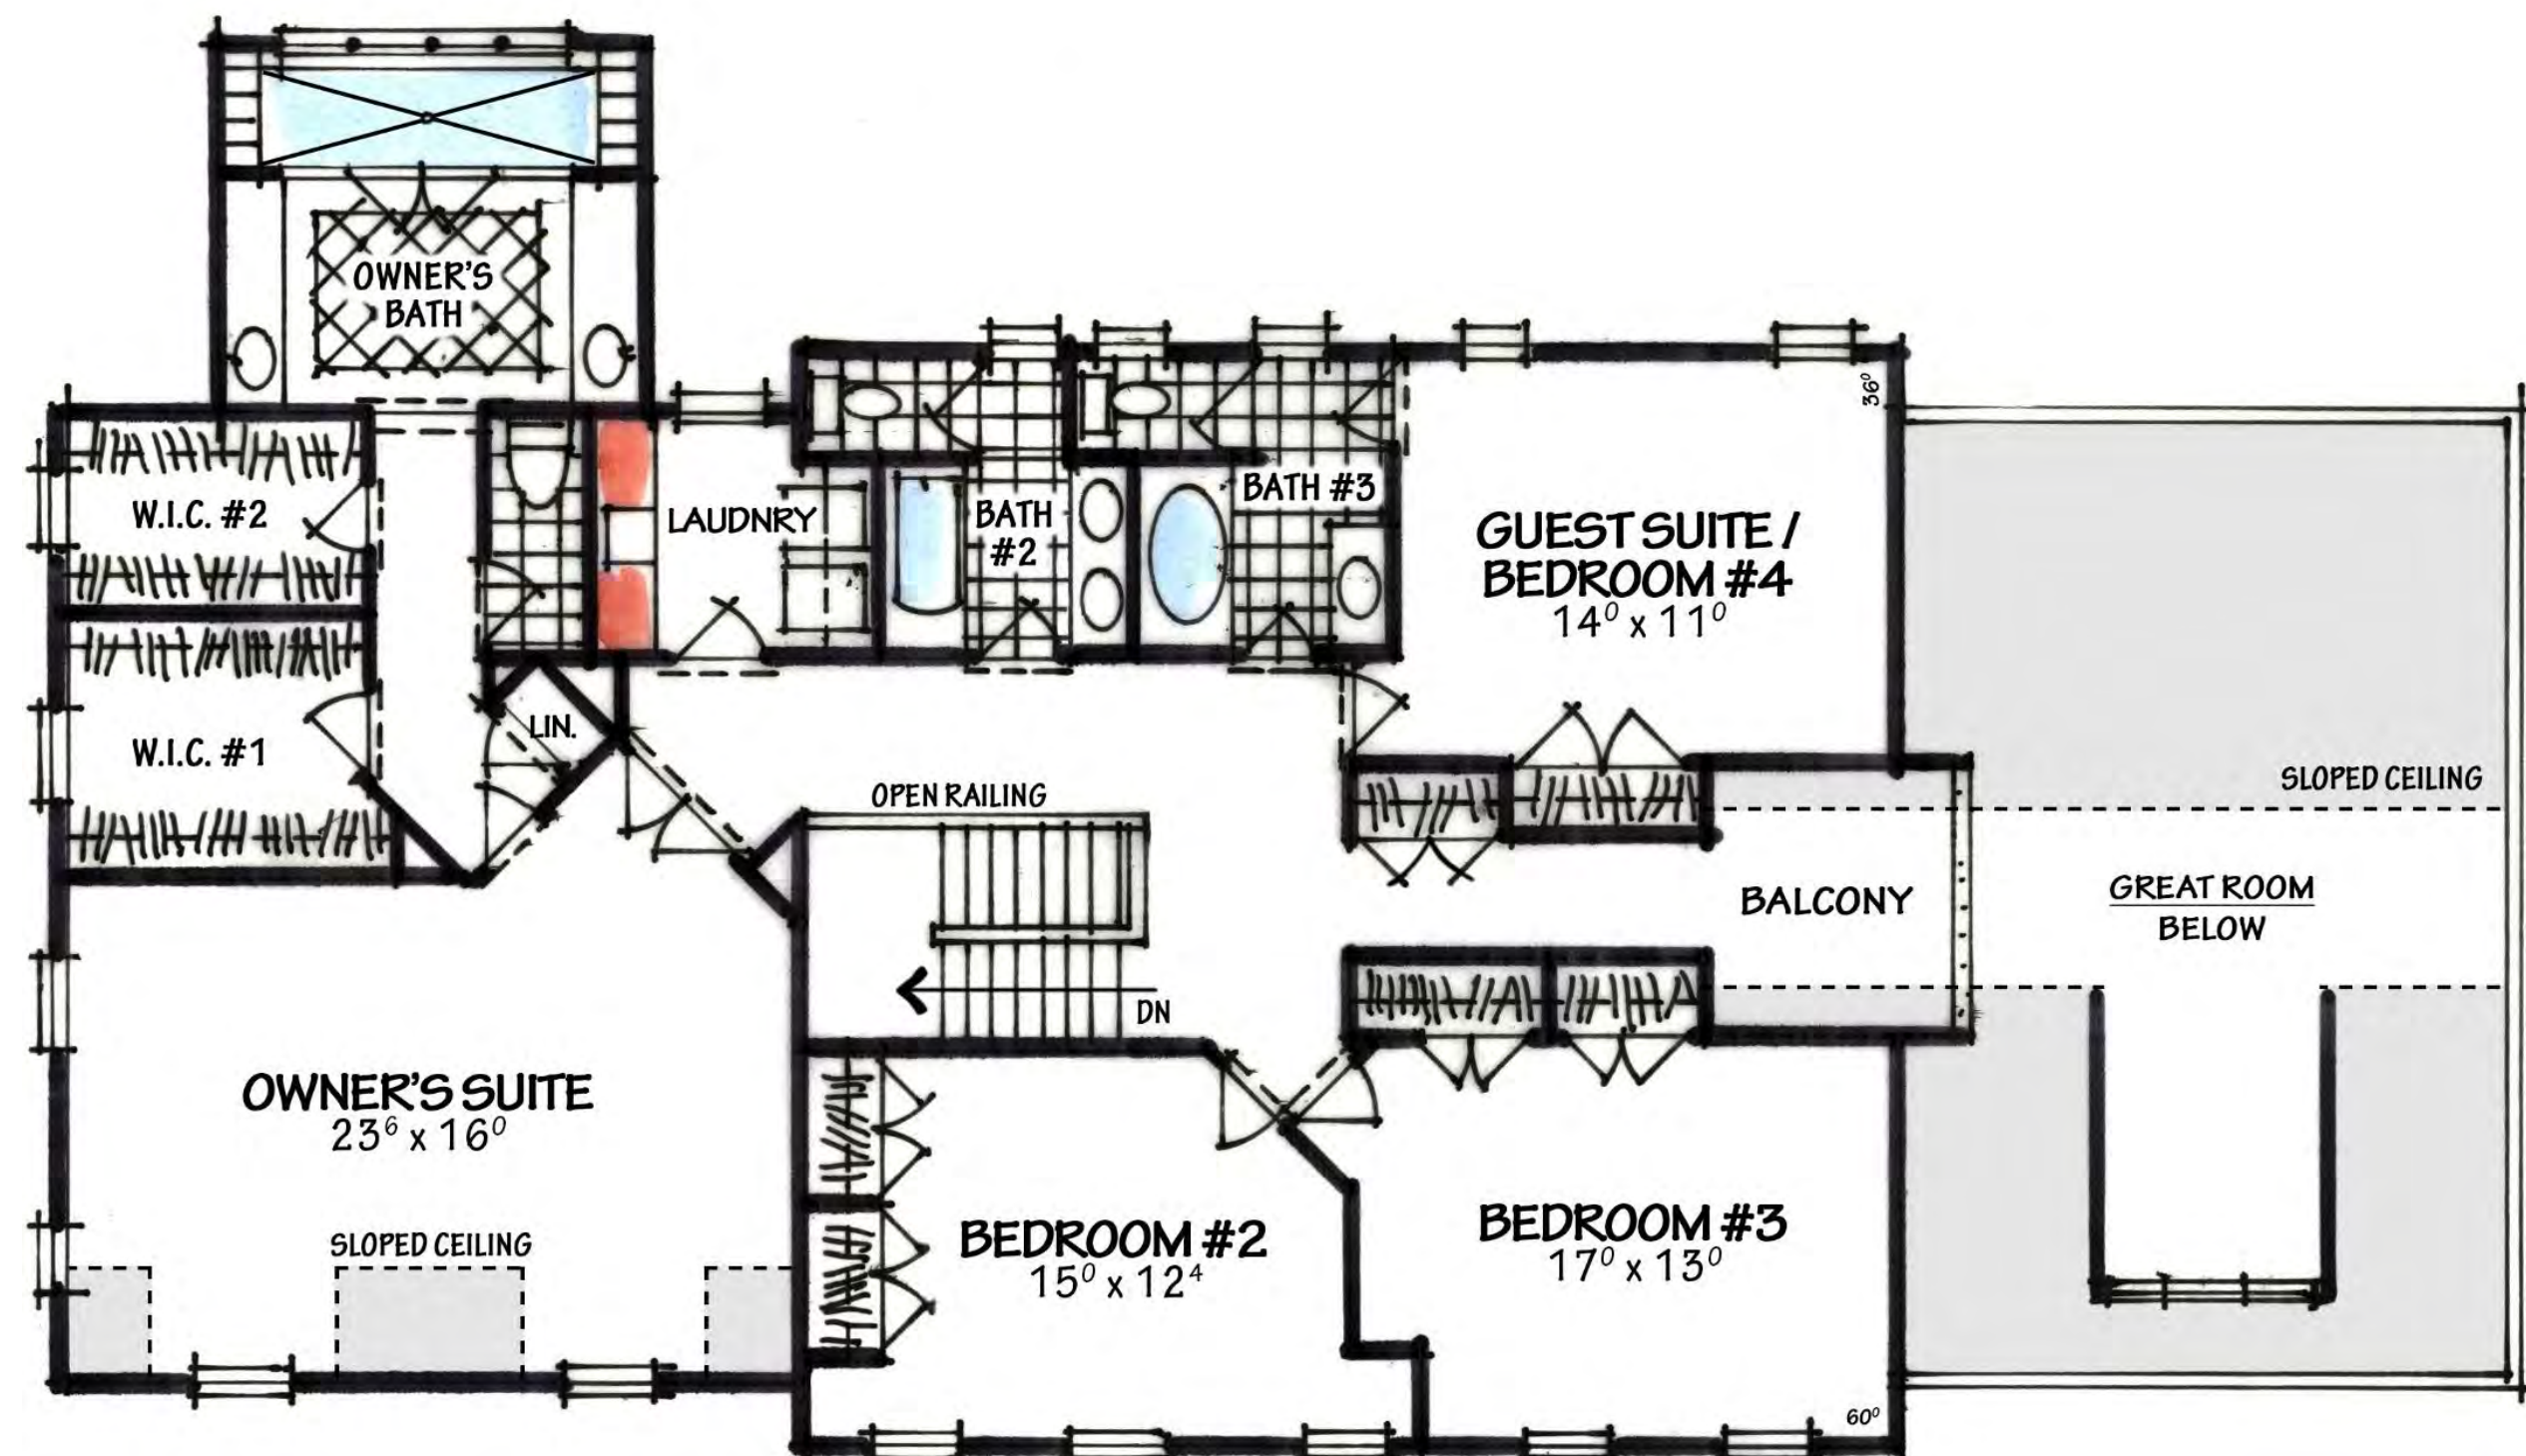 OWNER'S
BATH
36⁰
W.I.C. #2
LAUDNRY
BATH
#2
BATH #3
GUEST SUITE /
BEDROOM #4
14⁰ x 11⁰
W.I.C. #1
LIN.
OPEN RAILING
SLOPED CEILING
BALCONY
GREAT ROOM
BELOW
DN
OWNER'S SUITE
23⁶ x 16⁰
SLOPED CEILING
BEDROOM #2
15⁰ x 12⁴
BEDROOM #3
17⁰ x 13⁰
60⁰